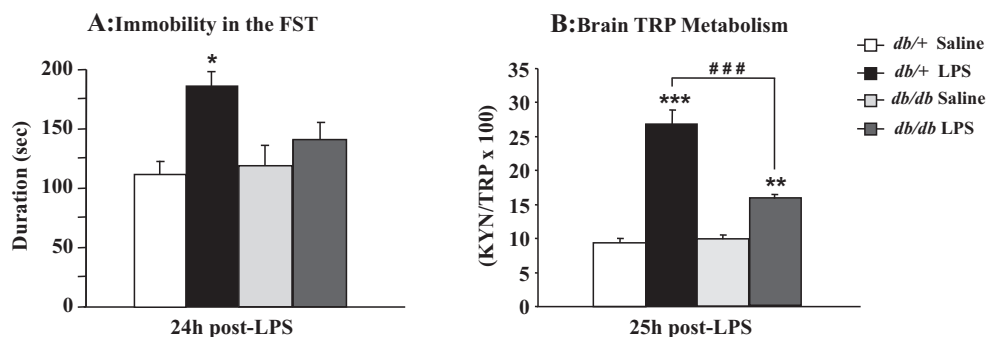 A:Immobility in the FST
Duration (sec)
200
150
100
50
0
*
24h post-LPS
B:Brain TRP Metabolism
(KYN/TRP x 100)
35
30
25
20
15
10
5
0
***
###
**
25h post-LPS
db/+ Saline
db/+ LPS
db/db Saline
db/db LPS